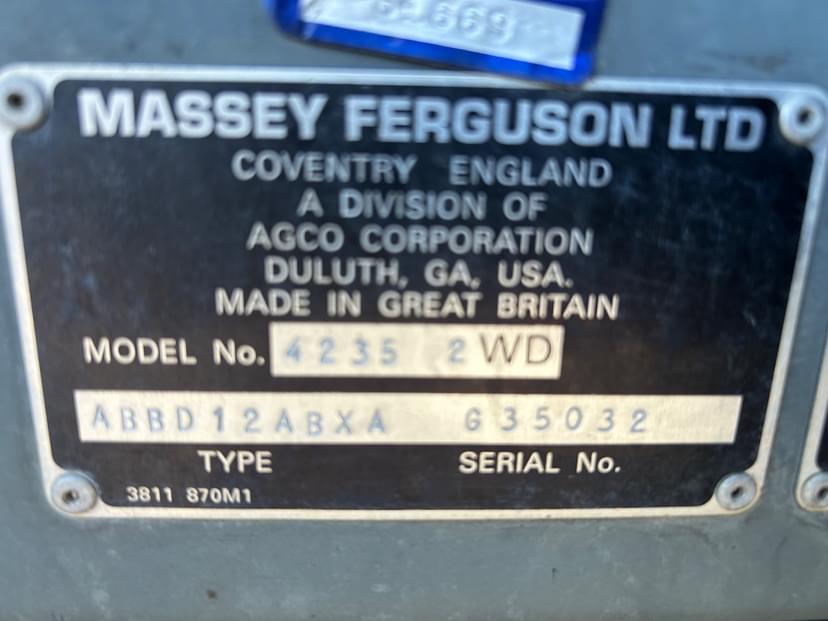 61669
MASSEY FERGUSON LTD
COVENTRY ENGLAND
A DIVISION OF
AGCO CORPORATION
DULUTH, GA, USA.
MADE IN GREAT BRITAIN
MODEL No. 4235 2WD
ABBD12ABXA G35032
TYPE SERIAL No.
3811 870M1